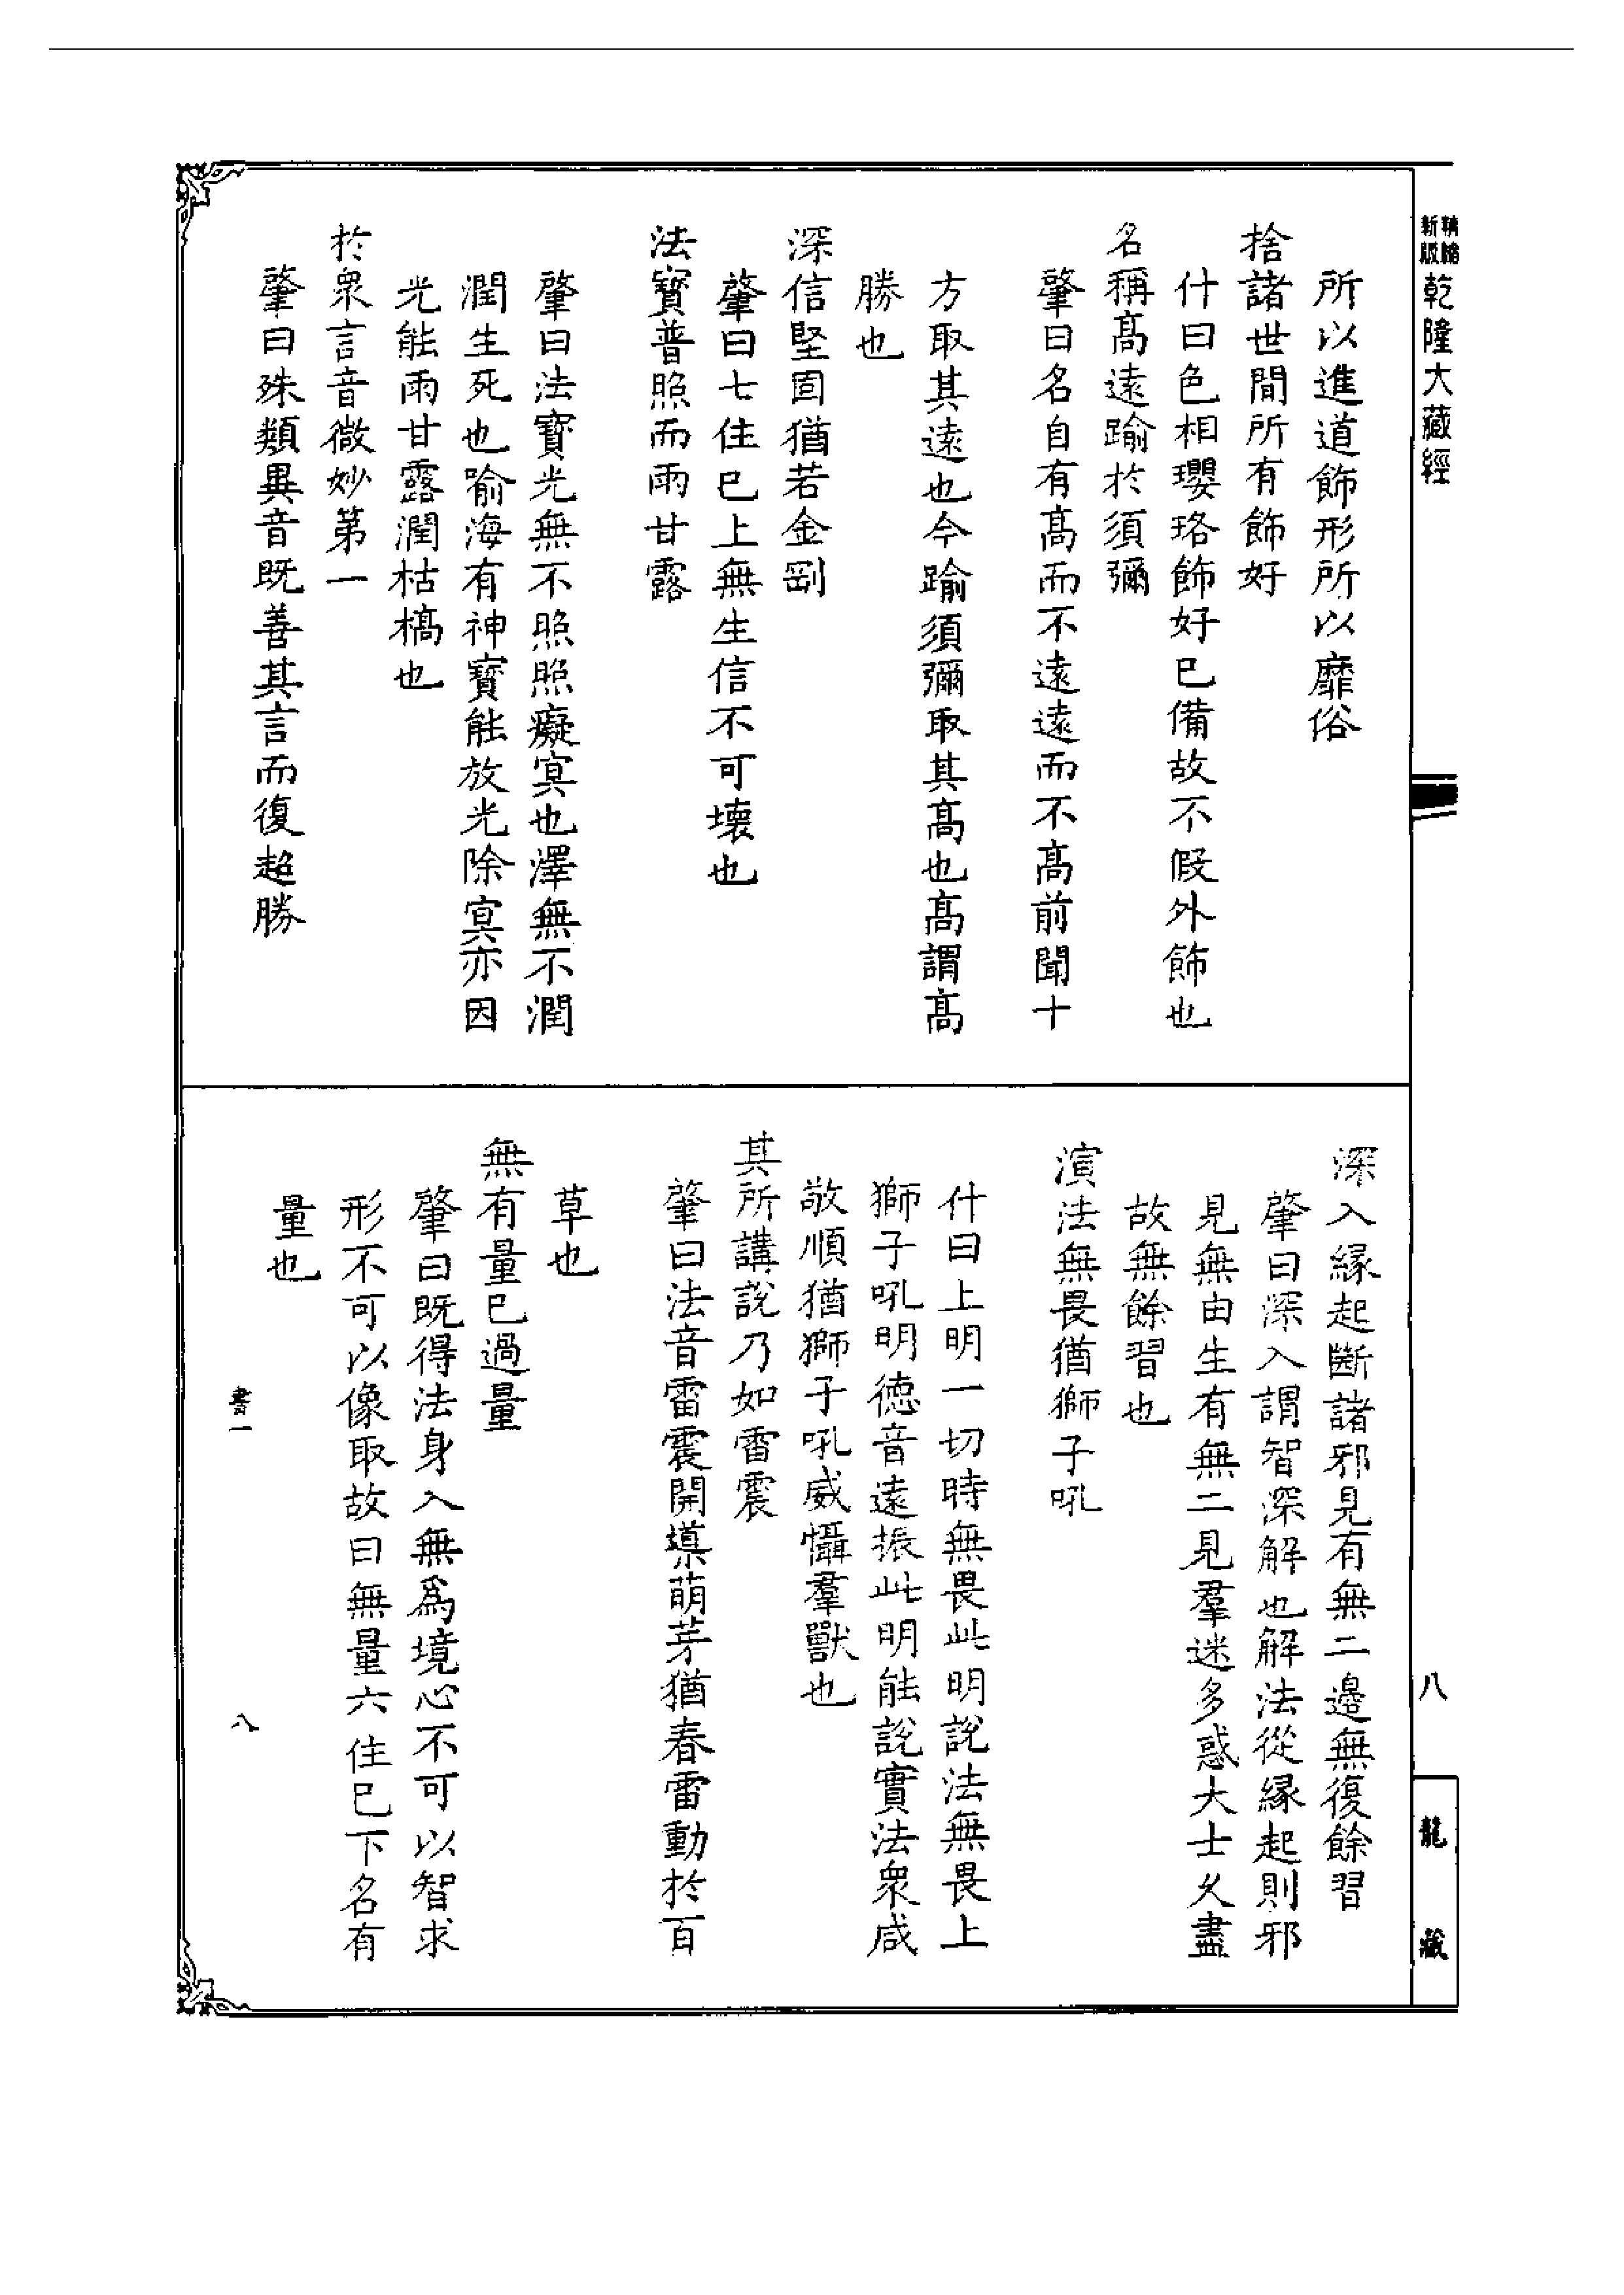 新編縮版乾隆大藏經
所以進道飾形所以靡俗
捨諸世間所有飾好
什曰色相瓔珞飾好已備故不假外飾也
名稱髙遠踰於須彌
肇曰名自有髙而不遠遠而不髙前聞十
方取其遠也今踰須彌取其髙也髙謂髙
勝也
深信堅固猶若金剛
肇曰七住已上無生信不可壞也
法寳普照而雨甘露
肇曰法寳光無不照照癡冥也澤無不潤
潤生死也喻海有神寳能放光除冥亦因
光能雨甘露潤枯槁也
於衆言音微妙第一
肇曰殊類異音既善其言而復超勝
深入縁起斷諸邪見有無二邊無復餘習
肇曰深入謂智深解也解法從縁起則邪
見無由生有無二見羣迷多惑大士久盡
故無餘習也
演法無畏猶獅子吼
什曰上明一切時無畏此明說法無畏上
獅子吼明德音遠振此明能說實法衆咸
敬順猶獅子吼威懾羣獸也
其所講說乃如雷震
肇曰法音雷震開導萌芽猶春雷動於百
草也
無有量已過量
肇曰既得法身入無爲境心不可以智求
形不可以像取故曰無量六住已下名有
量也
書一
八
八
龍藏